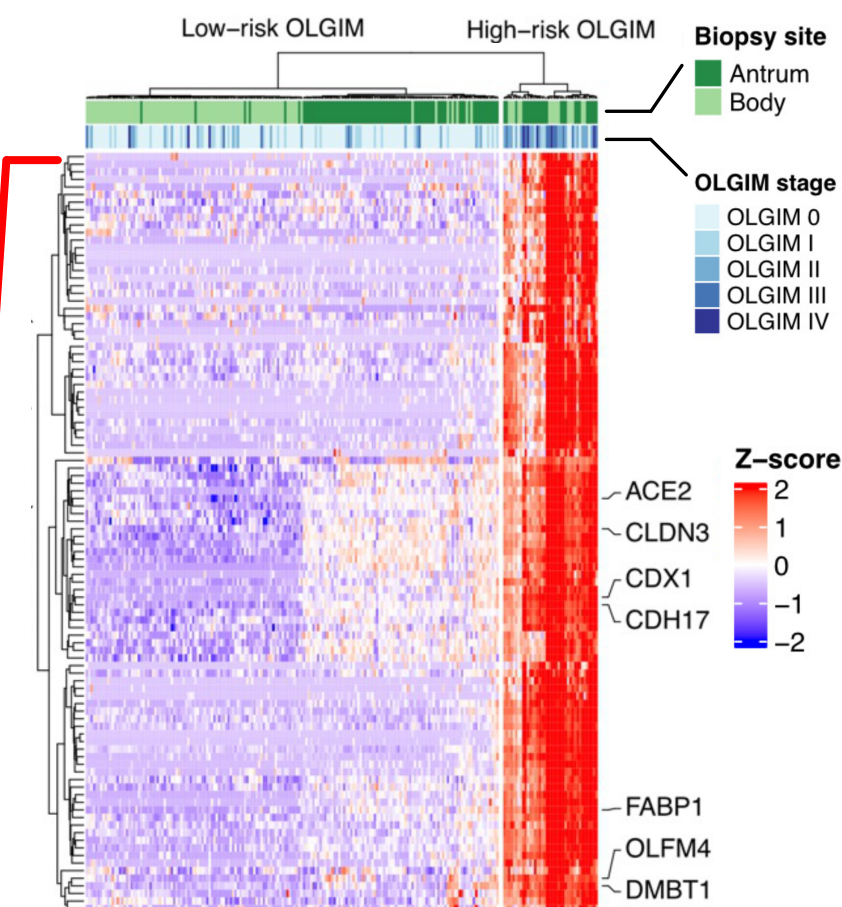 Low−risk OLGIM
High−risk OLGIM
Biopsy site
Antrum
Body
OLGIM stage
OLGIM 0
OLGIM I
OLGIM II
OLGIM III
OLGIM IV
Z−score
2
1
0
−1
−2
ACE2
CLDN3
CDX1
CDH17
FABP1
OLFM4
DMBT1